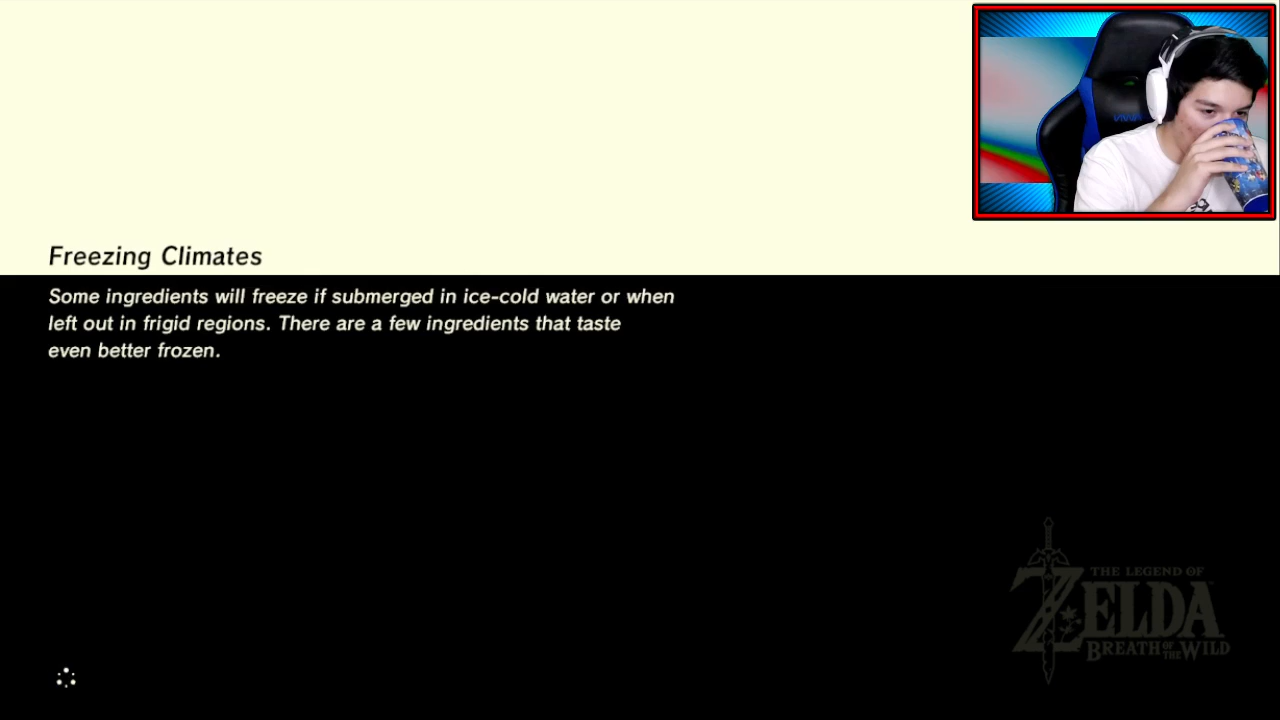 Freezing Climates
Some ingredients will freeze if submerged in ice-cold water or when
left out in frigid regions. There are a few ingredients that taste
even better frozen.
THE LEGEND OF
ZELDA
BREATH OF THE WILD